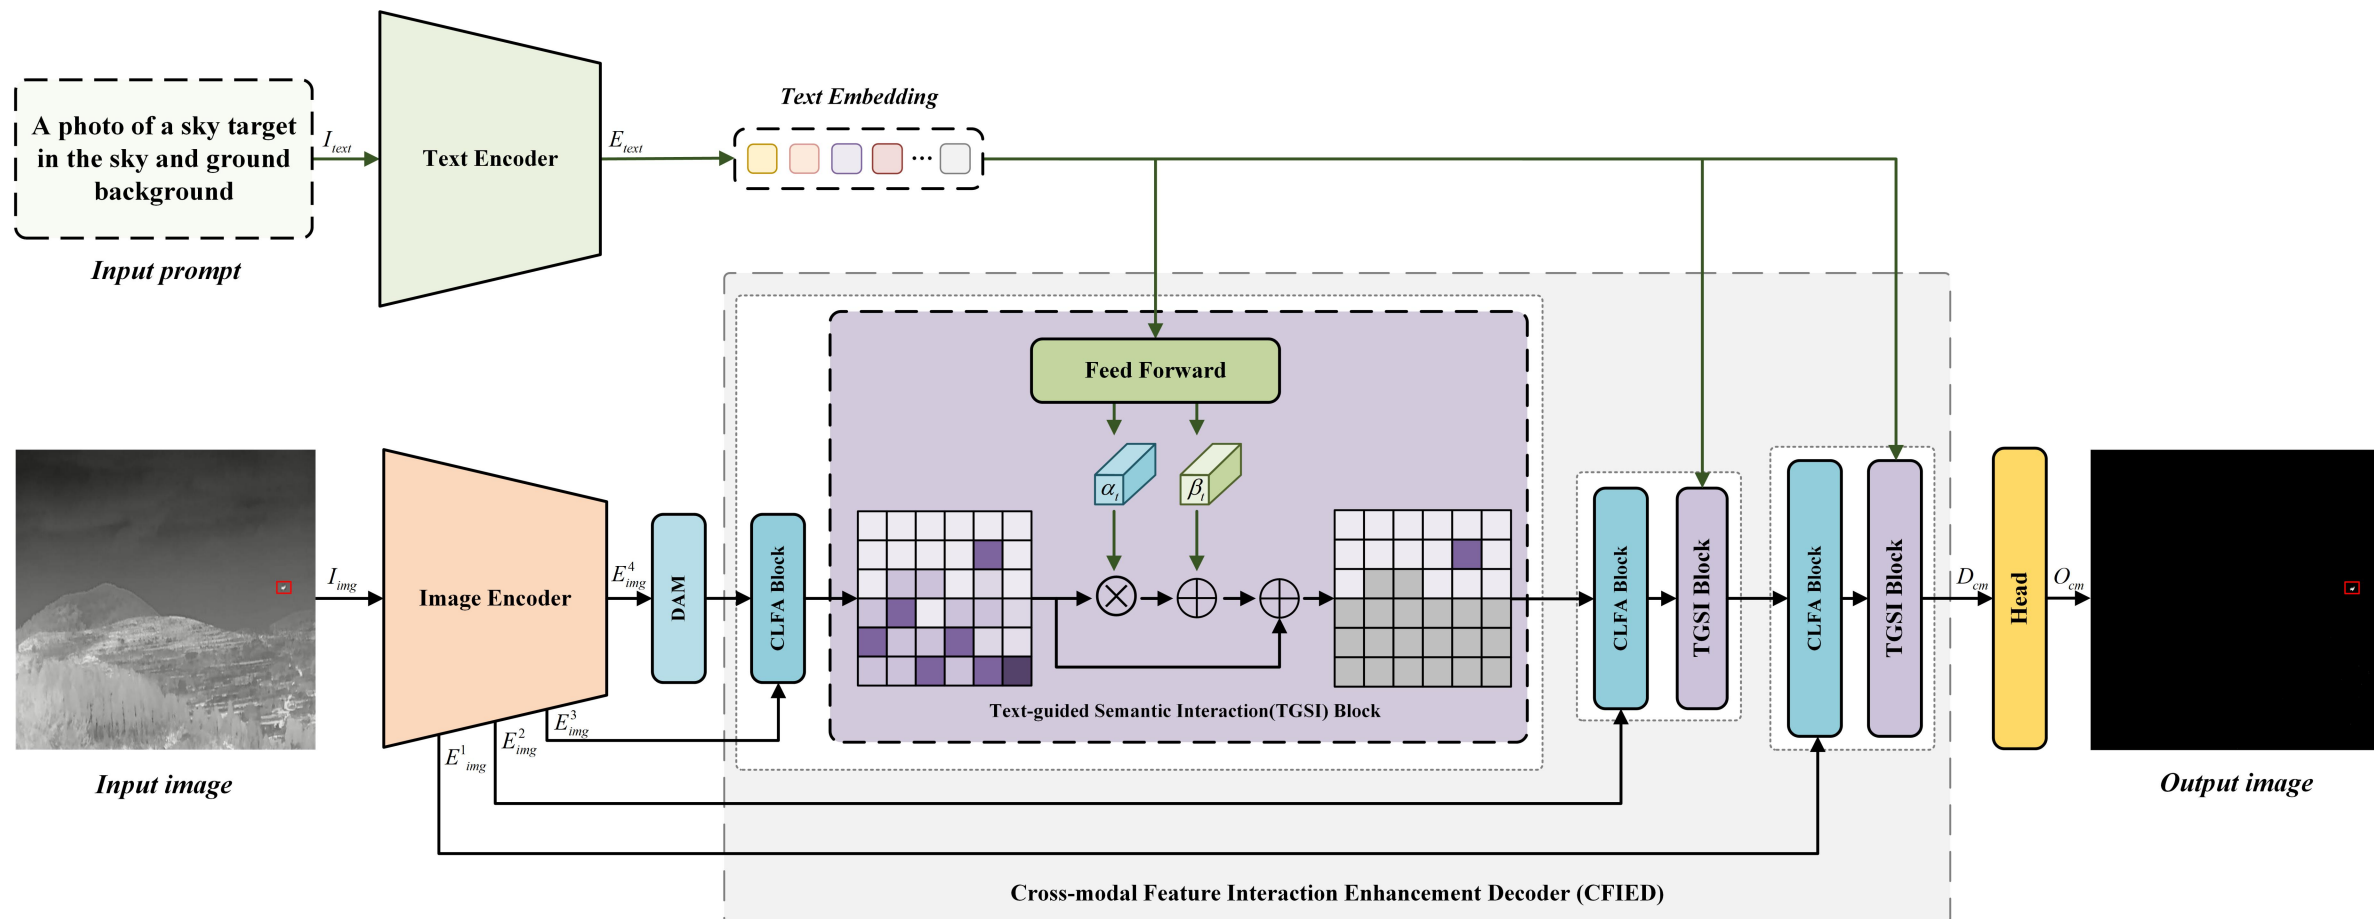 A photo of a sky target
in the sky and ground
background
Input prompt
I_text
Text Encoder
E_text
Text Embedding
...
Feed Forward
α_t
β_t
Input image
I_img
Image Encoder
E^4_img
E^3_img
E^2_img
E^1_img
DAM
CLFA Block
Text-guided Semantic Interaction(TGSI) Block
CLFA Block
TGSI Block
CLFA Block
TGSI Block
D_cm
Head
O_cm
Output image
Cross-modal Feature Interaction Enhancement Decoder (CFIED)